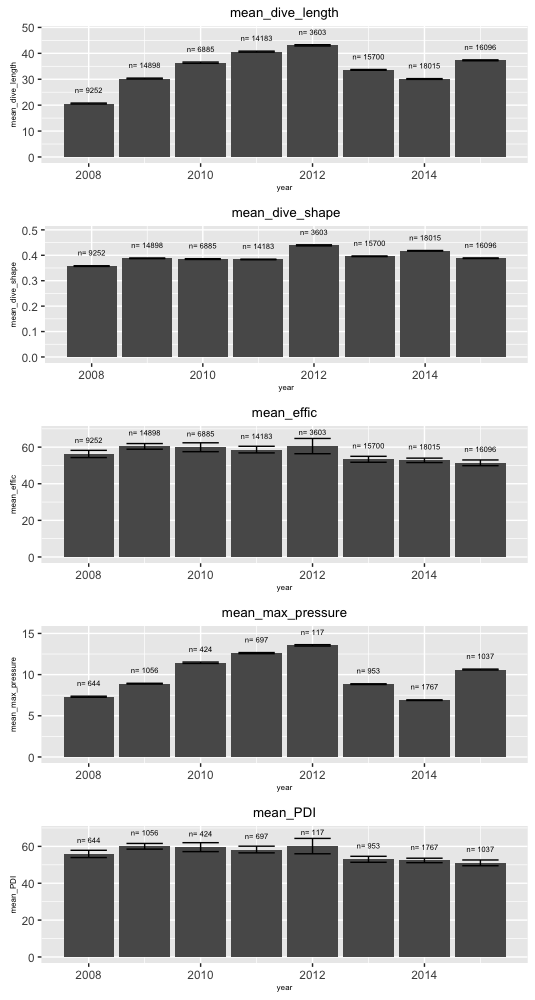 mean_dive_length
50
40
30
20
10
0
mean_dive_length
n= 9252
n= 14898
n= 6885
n= 14183
n= 3603
n= 15700
n= 18015
n= 16096
2008
2010
2012
2014
year
mean_dive_shape
0.5
0.4
0.3
0.2
0.1
0.0
mean_dive_shape
n= 9252
n= 14898
n= 6885
n= 14183
n= 3603
n= 15700
n= 18015
n= 16096
2008
2010
2012
2014
year
mean_effic
60
40
20
0
mean_effic
n= 9252
n= 14898
n= 6885
n= 14183
n= 3603
n= 15700
n= 18015
n= 16096
2008
2010
2012
2014
year
mean_max_pressure
15
10
5
0
mean_max_pressure
n= 644
n= 1056
n= 424
n= 697
n= 117
n= 953
n= 1767
n= 1037
2008
2010
2012
2014
year
mean_PDI
60
40
20
0
mean_PDI
n= 644
n= 1056
n= 424
n= 697
n= 117
n= 953
n= 1767
n= 1037
2008
2010
2012
2014
year